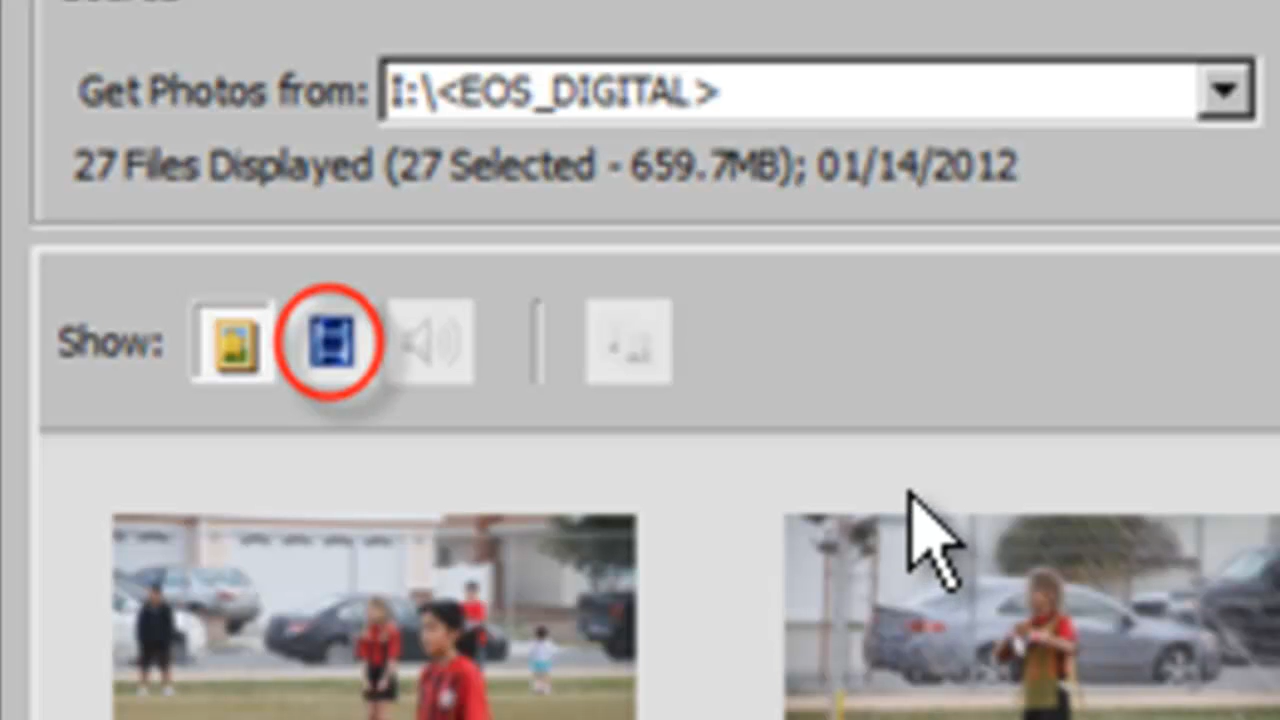 Get Photos from: I:\<EOS_DIGITAL>
27 Files Displayed (27 Selected - 659.7MB); 01/14/2012
Show: